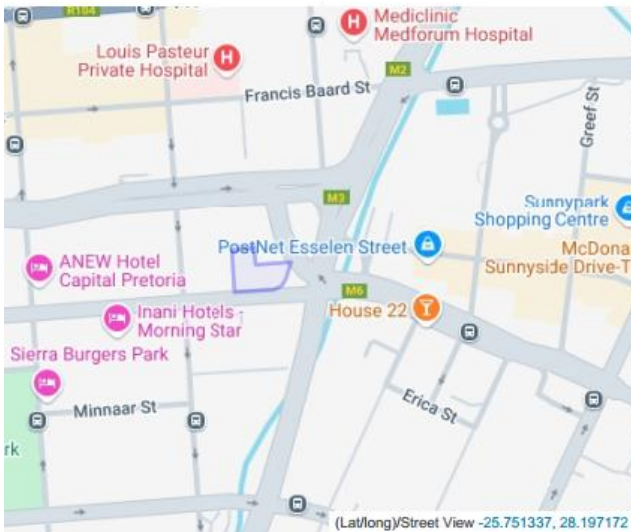 R104
Mediclinic
Medforum Hospital
Louis Pasteur
Private Hospital
M2
Francis Baard St
Greef St
M3
Sunnypark
Shopping Centre
PostNet Esselen Street
McDona
Sunnyside Drive-T
ANEW Hotel
Capital Pretoria
M6
Inani Hotels -
Morning Star
House 22
Sierra Burgers Park
Minnaar St
Erica St
rk
(Lat/long)/Street View -25.751337, 28.197172